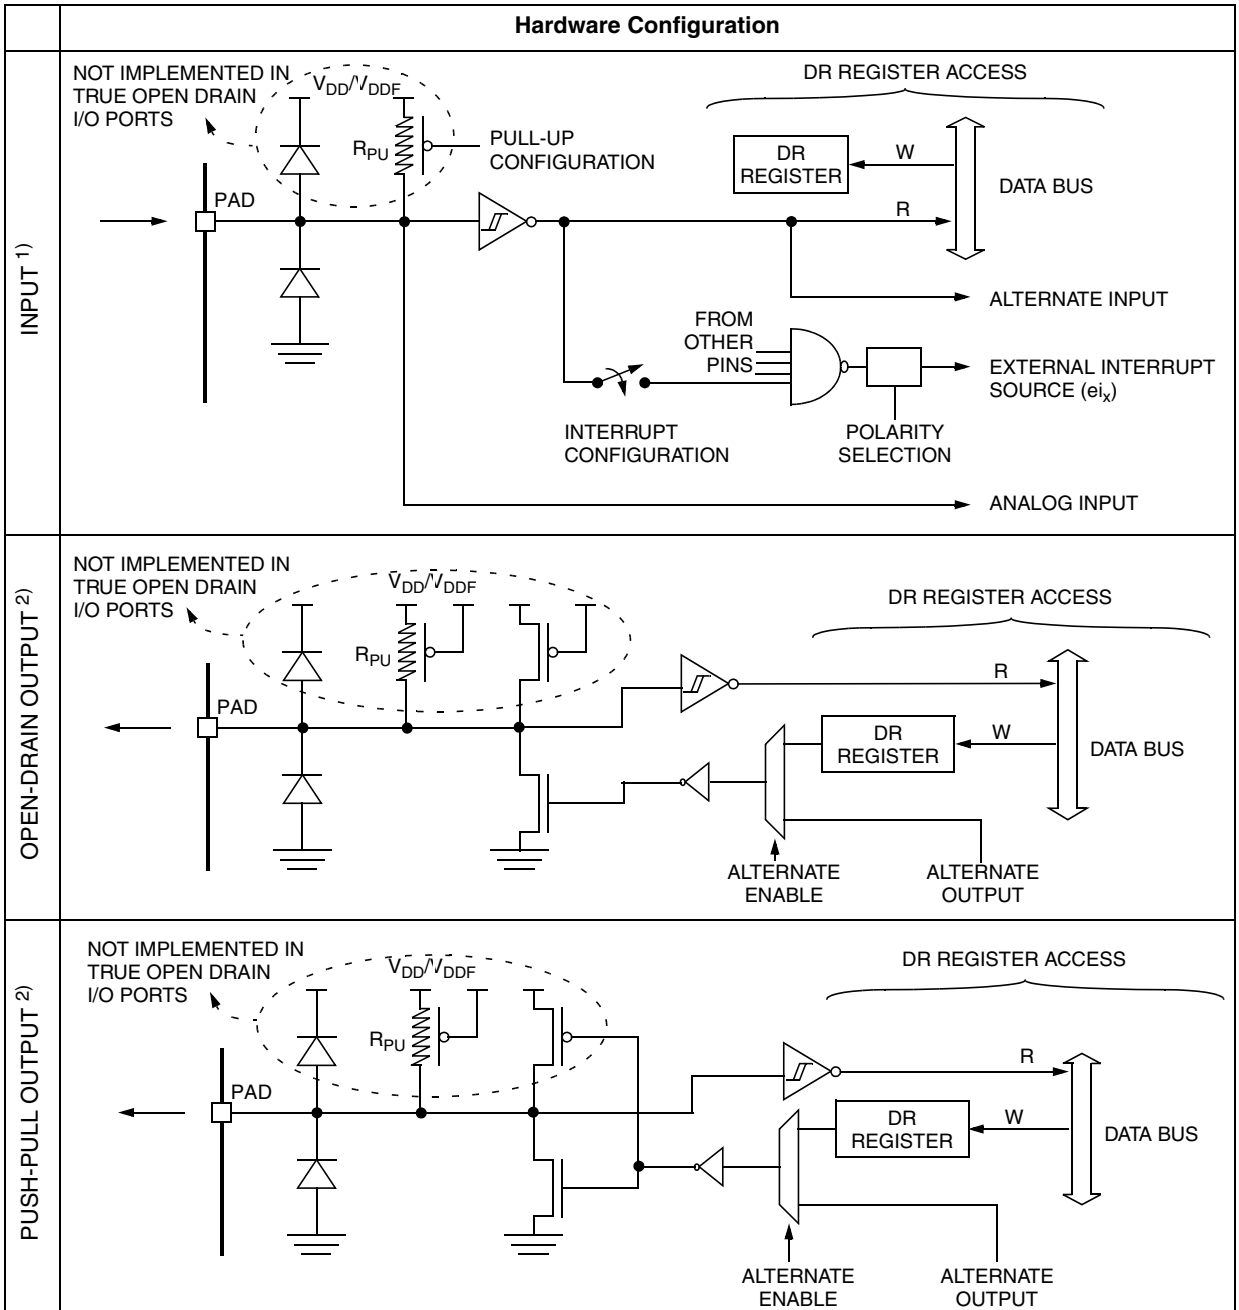 Hardware Configuration
INPUT 1)
NOT IMPLEMENTED IN
TRUE OPEN DRAIN
I/O PORTS
VDD/VDDF
RPU
PULL-UP
CONFIGURATION
PAD
DR REGISTER ACCESS
DR
REGISTER
W
R
DATA BUS
ALTERNATE INPUT
FROM
OTHER
PINS
EXTERNAL INTERRUPT
SOURCE (eix)
INTERRUPT
CONFIGURATION
POLARITY
SELECTION
ANALOG INPUT
OPEN-DRAIN OUTPUT 2)
NOT IMPLEMENTED IN
TRUE OPEN DRAIN
I/O PORTS
VDD/VDDF
RPU
PAD
DR REGISTER ACCESS
R
DR
REGISTER
W
DATA BUS
ALTERNATE
ENABLE
ALTERNATE
OUTPUT
PUSH-PULL OUTPUT 2)
NOT IMPLEMENTED IN
TRUE OPEN DRAIN
I/O PORTS
VDD/VDDF
RPU
PAD
DR REGISTER ACCESS
R
DR
REGISTER
W
DATA BUS
ALTERNATE
ENABLE
ALTERNATE
OUTPUT